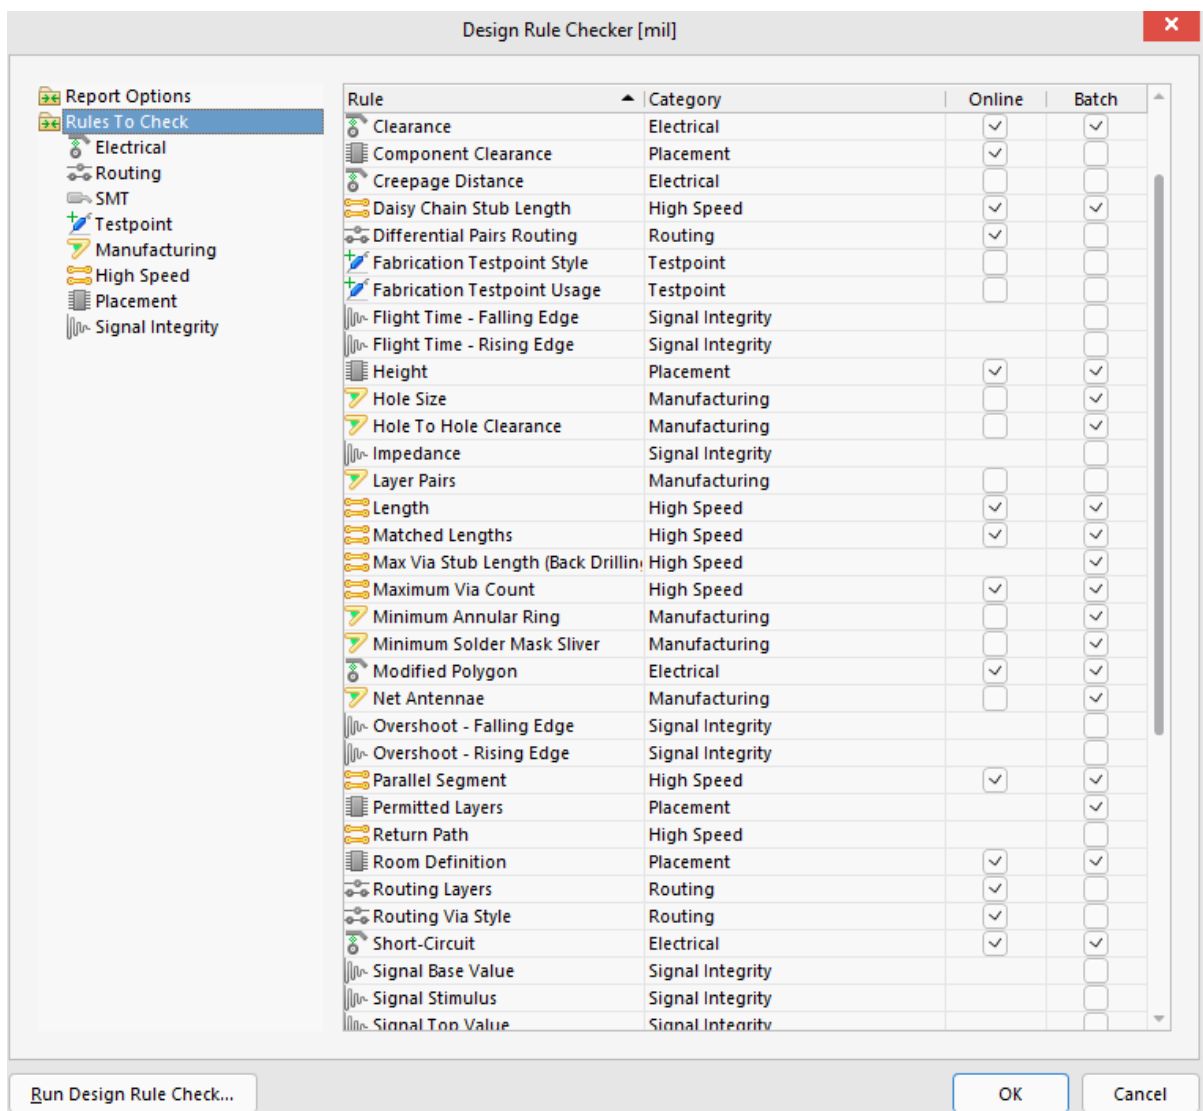 Design Rule Checker [mil]
Report Options
Rules To Check
Electrical
Routing
SMT
Testpoint
Manufacturing
High Speed
Placement
Signal Integrity
Rule Category Online Batch
Clearance Electrical
Component Clearance Placement
Creepage Distance Electrical
Daisy Chain Stub Length High Speed
Differential Pairs Routing Routing
Fabrication Testpoint Style Testpoint
Fabrication Testpoint Usage Testpoint
Flight Time - Falling Edge Signal Integrity
Flight Time - Rising Edge Signal Integrity
Height Placement
Hole Size Manufacturing
Hole To Hole Clearance Manufacturing
Impedance Signal Integrity
Layer Pairs Manufacturing
Length High Speed
Matched Lengths High Speed
Max Via Stub Length (Back Drilling High Speed
Maximum Via Count High Speed
Minimum Annular Ring Manufacturing
Minimum Solder Mask Sliver Manufacturing
Modified Polygon Electrical
Net Antennae Manufacturing
Overshoot - Falling Edge Signal Integrity
Overshoot - Rising Edge Signal Integrity
Parallel Segment High Speed
Permitted Layers Placement
Return Path High Speed
Room Definition Placement
Routing Layers Routing
Routing Via Style Routing
Short-Circuit Electrical
Signal Base Value Signal Integrity
Signal Stimulus Signal Integrity
Signal Top Value Signal Integrity
Run Design Rule Check... OK Cancel